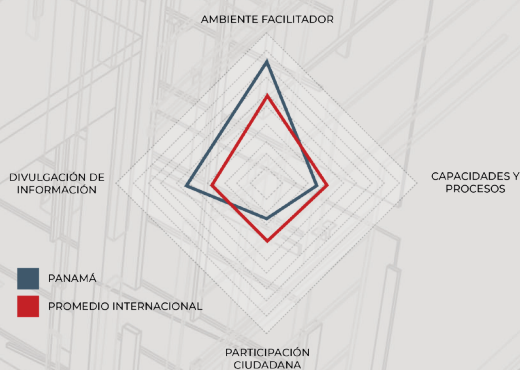 AMBIENTE FACILITADOR
DIVULGACIÓN DE
INFORMACIÓN
CAPACIDADES Y
PROCESOS
PANAMÁ
PROMEDIO INTERNACIONAL
PARTICIPACIÓN
CIUDADANA